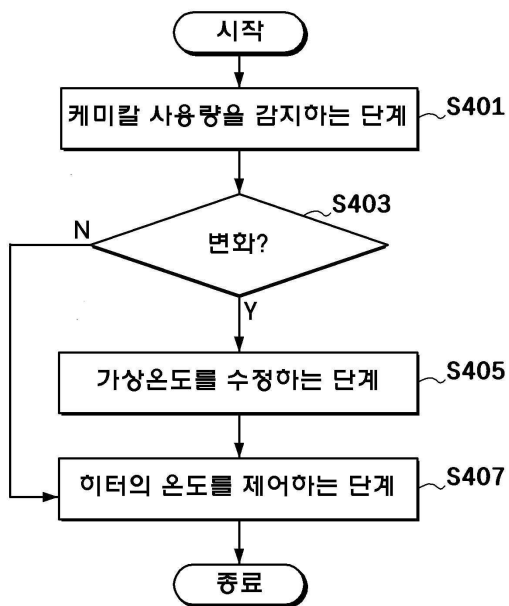 시작
케미칼 사용량을 감지하는 단계
S401
S403
변화?
N
Y
가상온도를 수정하는 단계
S405
히터의 온도를 제어하는 단계
S407
종료